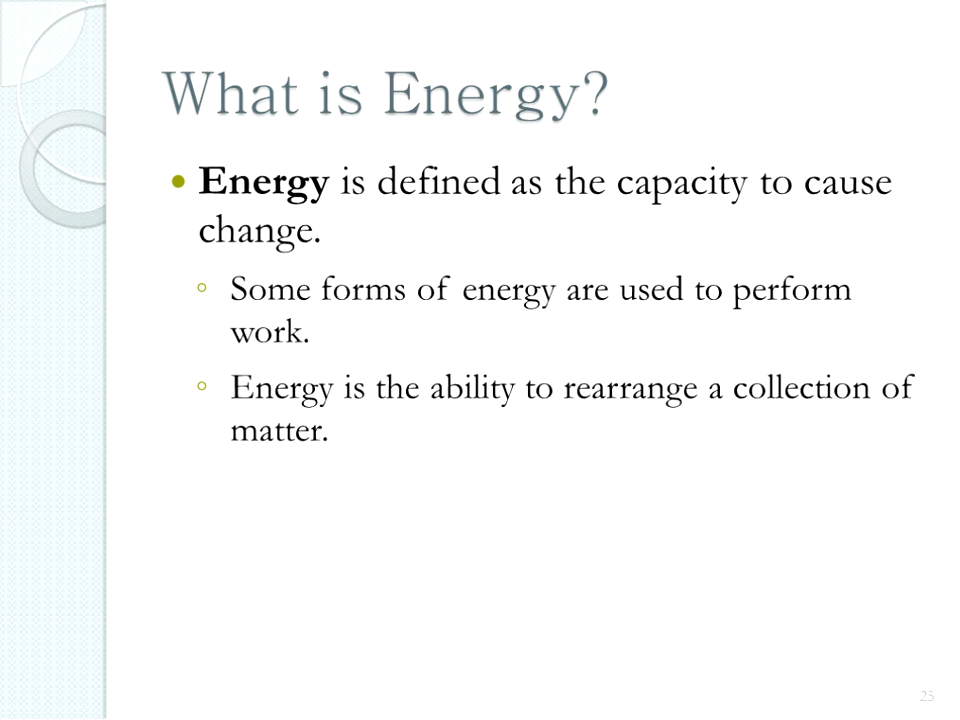 What is Energy?
• Energy is defined as the capacity to cause
change.
◦ Some forms of energy are used to perform
work.
◦ Energy is the ability to rearrange a collection of
matter.
25